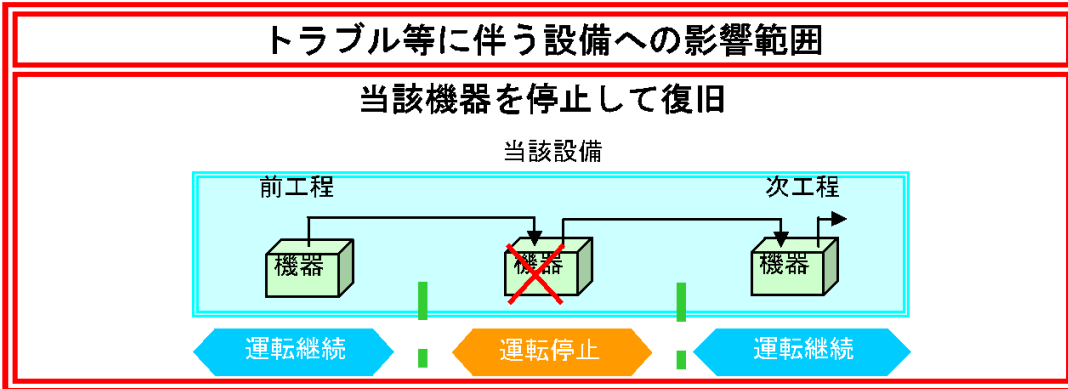 トラブル等に伴う設備への影響範囲
当該機器を停止して復旧
当該設備
前工程
次工程
機器
機器
機器
運転継続
運転停止
運転継続